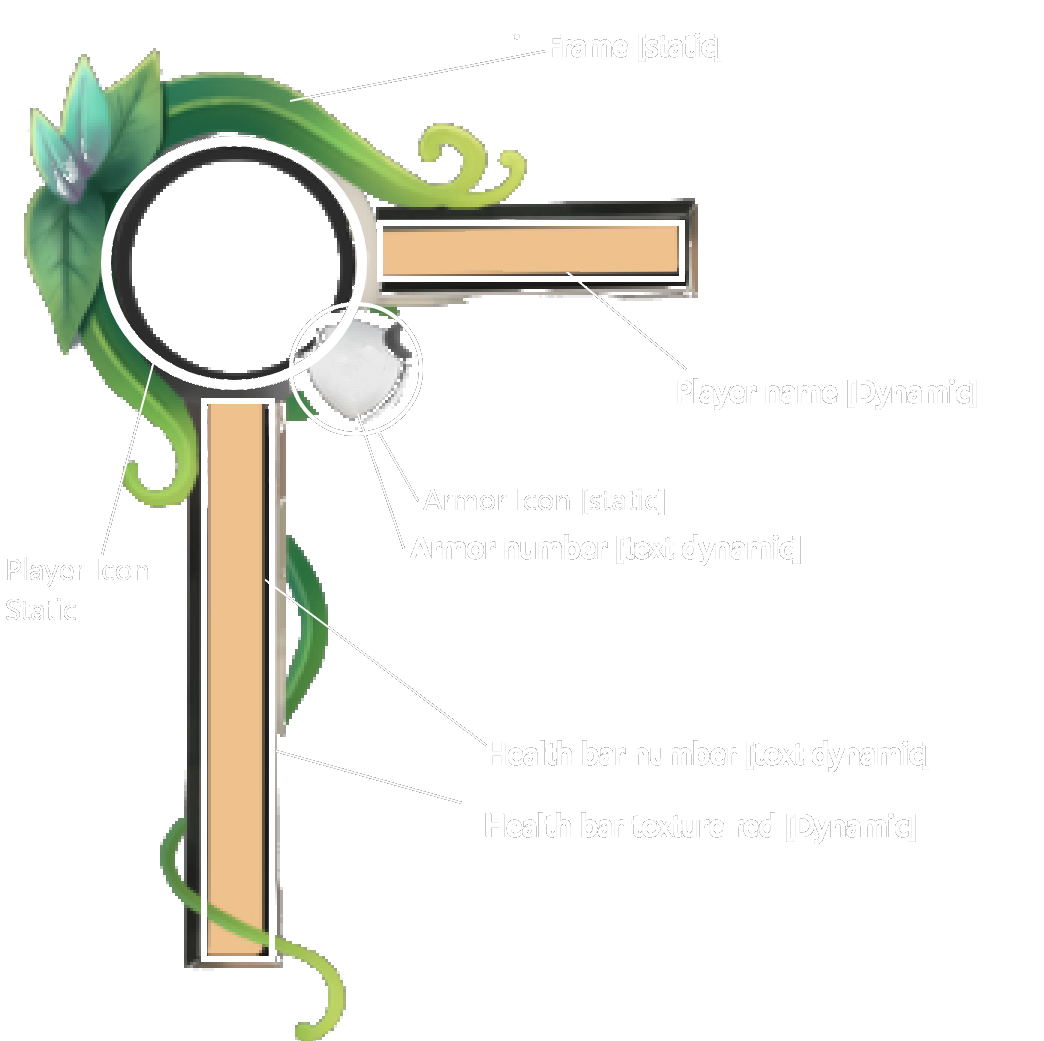 Frame [static]
Player name [Dynamic]
Armor Icon [static]
Armor number [text dynamic]
Player Icon
Static
Health bar number [text dynamic]
Health bar texture red [Dynamic]